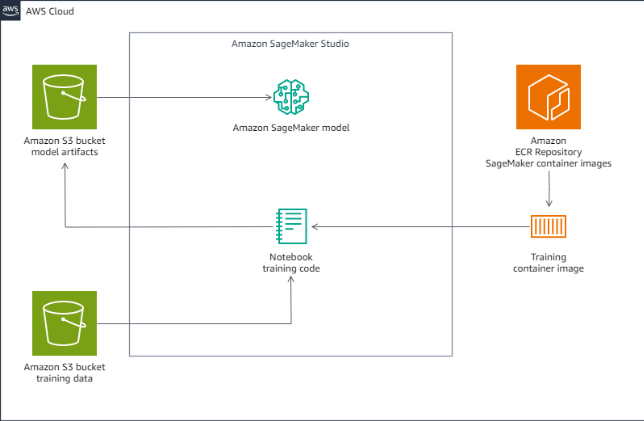 aws
AWS Cloud
Amazon SageMaker Studio
Amazon S3 bucket
model artifacts
Amazon SageMaker model
Amazon
ECR Repository
SageMaker container images
Notebook
training code
Training
container image
Amazon S3 bucket
training data